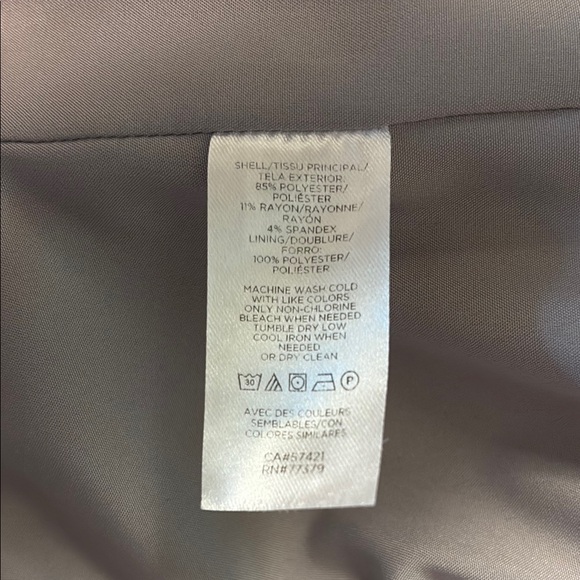 SHELL/TISSU PRINCIPAL/
TELA EXTERIOR:
85% POLYESTER/
POLIÉSTER
11% RAYON/RAYONNE/
RAYÓN
4% SPANDEX
LINING/DOUBLURE/
FORRO:
100% POLYESTER/
POLIÉSTER
MACHINE WASH COLD
WITH LIKE COLORS
ONLY NON-CHLORINE
BLEACH WHEN NEEDED
TUMBLE DRY LOW
COOL IRON WHEN
NEEDED
OR DRY CLEAN
30 P
AVEC DES COULEURS
SEMBLABLES/CON
COLORES SIMILARES
CA#57421
RN#77379